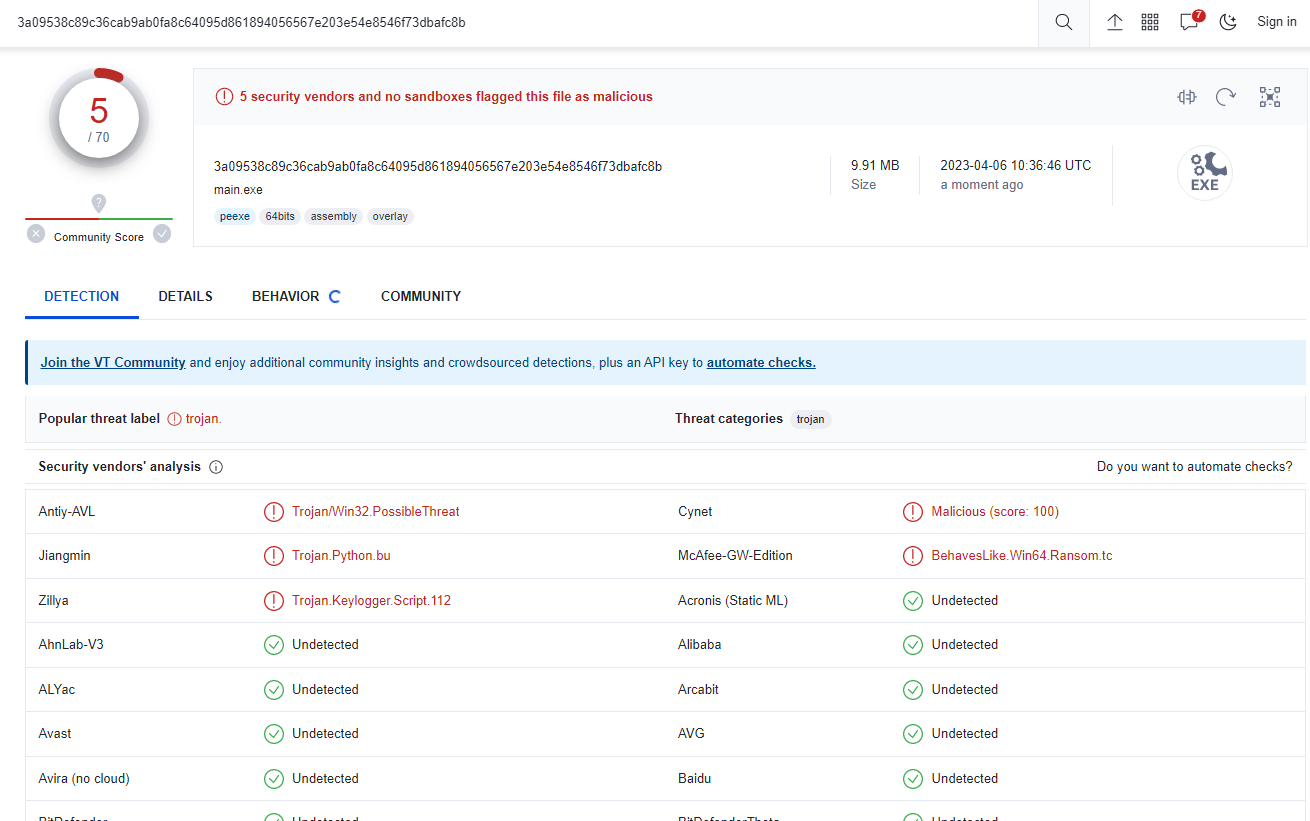 3a09538c89c36cab9ab0fa8c64095d861894056567e203e54e8546f73dbafc8b
7
Sign in
5
/ 70
5 security vendors and no sandboxes flagged this file as malicious
3a09538c89c36cab9ab0fa8c64095d861894056567e203e54e8546f73dbafc8b
main.exe
peexe 64bits assembly overlay
9.91 MB
Size
2023-04-06 10:36:46 UTC
a moment ago
EXE
?
Community Score
DETECTION DETAILS BEHAVIOR COMMUNITY
Join the VT Community and enjoy additional community insights and crowdsourced detections, plus an API key to automate checks.
Popular threat label trojan. Threat categories trojan
Security vendors' analysis Do you want to automate checks?
Antiy-AVL Trojan/Win32.PossibleThreat Cynet Malicious (score: 100)
Jiangmin Trojan.Python.bu McAfee-GW-Edition BehavesLike.Win64.Ransom.tc
Zillya Trojan.Keylogger.Script.112 Acronis (Static ML) Undetected
AhnLab-V3 Undetected Alibaba Undetected
ALYac Undetected Arcabit Undetected
Avast Undetected AVG Undetected
Avira (no cloud) Undetected Baidu Undetected
BitDefender Undetected BitDefenderTheta Undetected